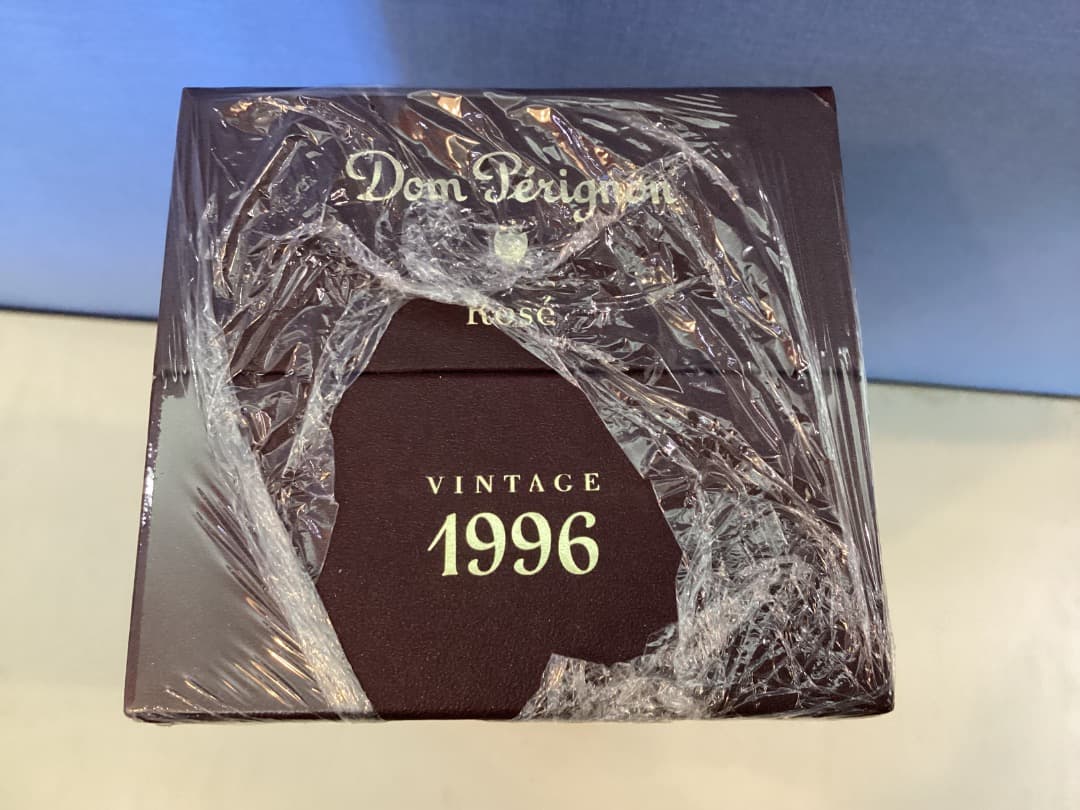 Dom Pérignon
Rosé
VINTAGE
1996